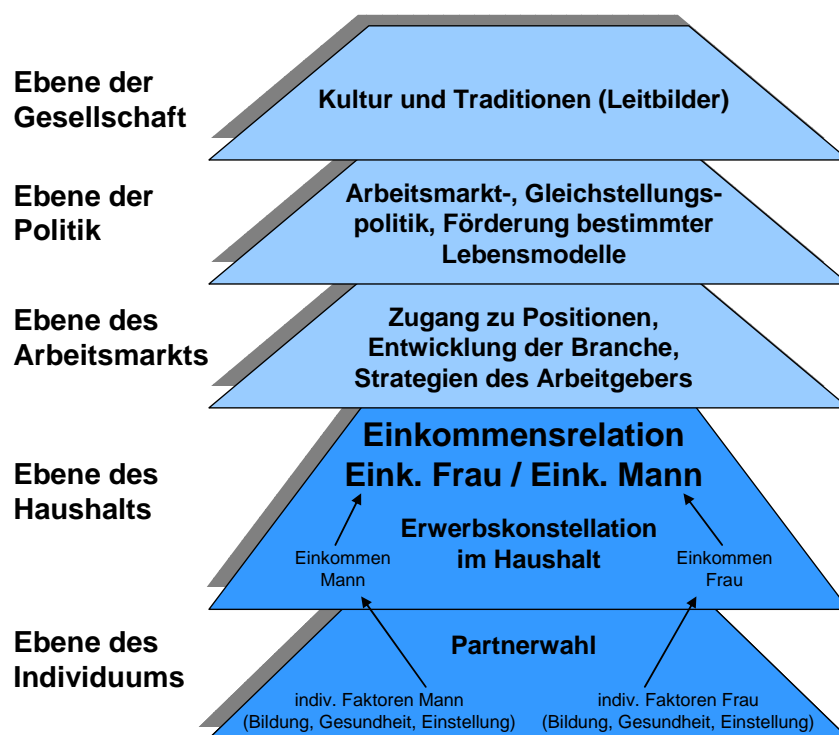 Ebene der
Gesellschaft
Kultur und Traditionen (Leitbilder)
Ebene der
Politik
Arbeitsmarkt-, Gleichstellungs-
politik, Förderung bestimmter
Lebensmodelle
Ebene des
Arbeitsmarkts
Zugang zu Positionen,
Entwicklung der Branche,
Strategien des Arbeitgebers
Ebene des
Haushalts
Einkommensrelation
Eink. Frau / Eink. Mann
Erwerbskonstellation
im Haushalt
Einkommen
Mann
Einkommen
Frau
Ebene des
Individuums
Partnerwahl
indiv. Faktoren Mann
(Bildung, Gesundheit, Einstellung)
indiv. Faktoren Frau
(Bildung, Gesundheit, Einstellung)